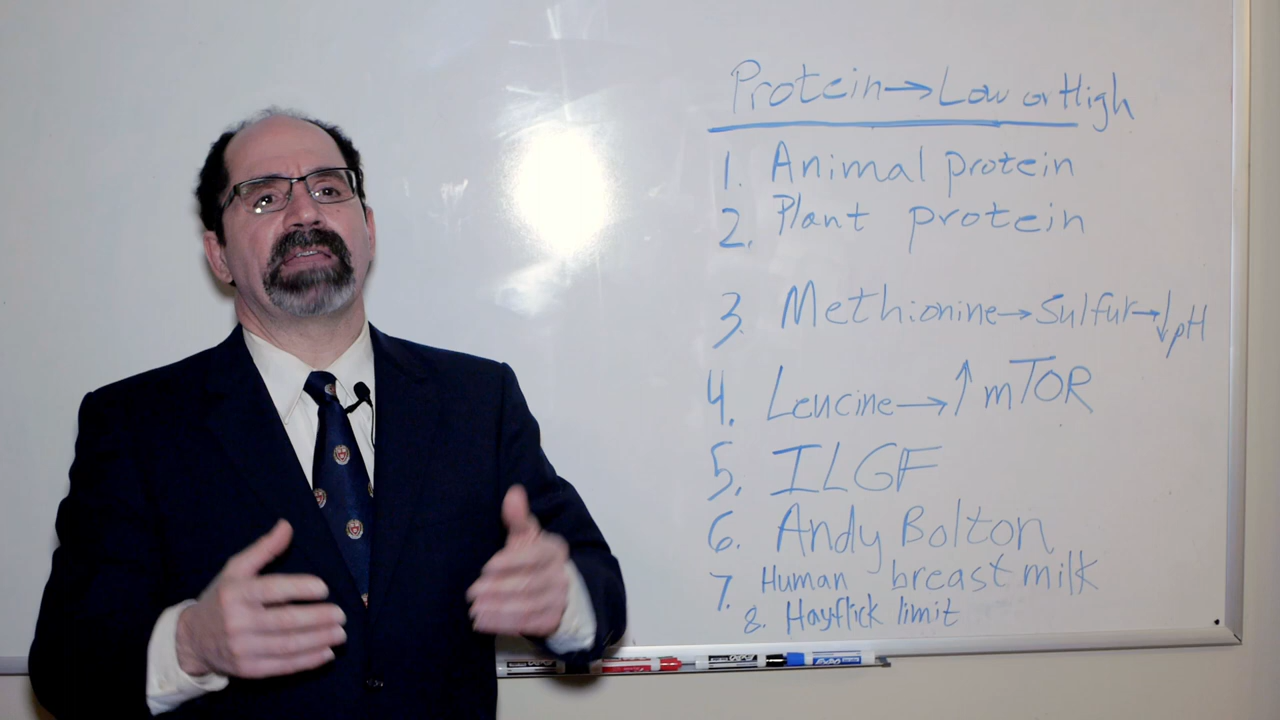 Protein→Low or High
1. Animal protein
2. Plant protein
3. Methionine→Sulfur→↓pH
4. Leucine→↑mTOR
5. ILGF
6. Andy Bolton
7. Human breast milk
8. Hayflick limit
EXPO